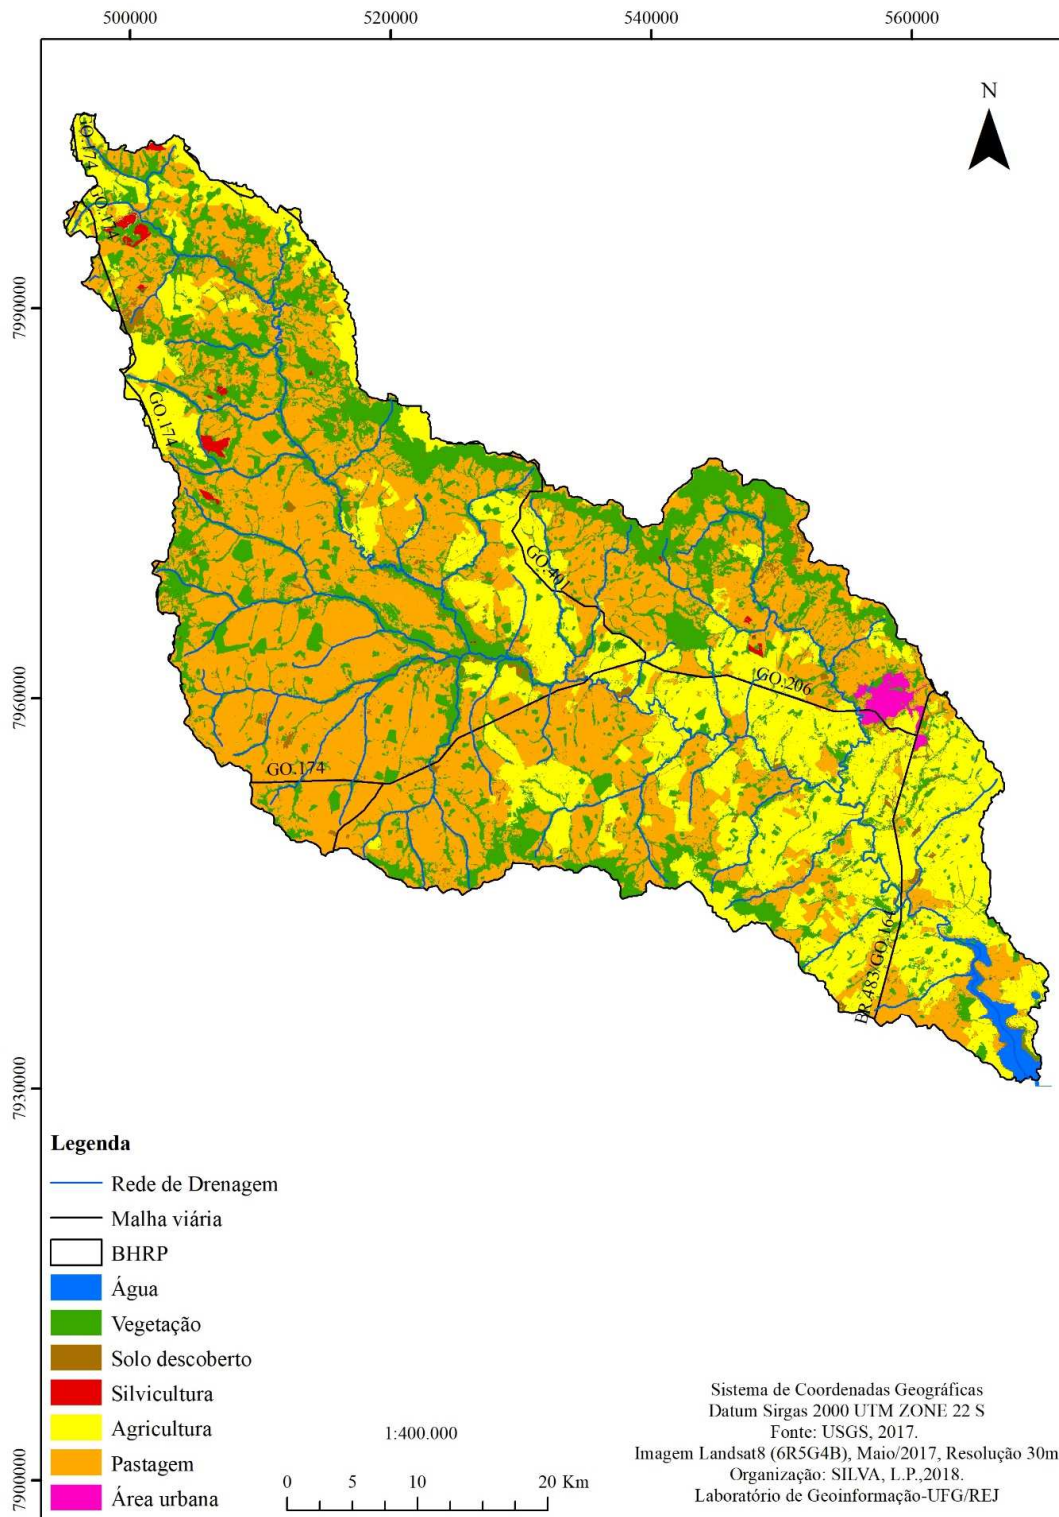 500000 520000 540000 560000
N
GO.174
GO.174
7990000
GO.174
GO.401
GO.206
7960000
GO.174
BR.483/GO.164
7930000
Legenda
Rede de Drenagem
Malha viária
BHRP
Água
Vegetação
Solo descoberto
Silvicultura
Agricultura
Pastagem
Área urbana
1:400.000
0 5 10 20 Km
7900000
Sistema de Coordenadas Geográficas
Datum Sirgas 2000 UTM ZONE 22 S
Fonte: USGS, 2017.
Imagem Landsat8 (6R5G4B), Maio/2017, Resolução 30m
Organização: SILVA, L.P.,2018.
Laboratório de Geoinformação-UFG/REJ